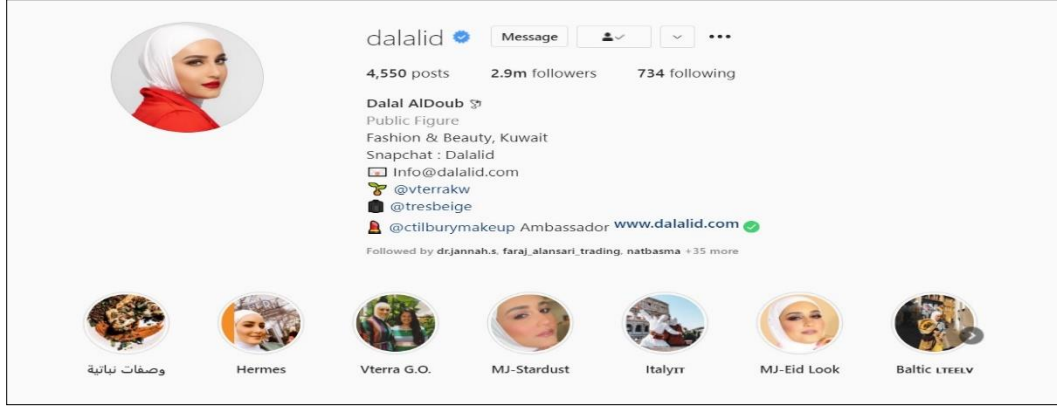 dalalid Message
4,550 posts 2.9m followers 734 following
Dalal AlDoub
Public Figure
Fashion & Beauty, Kuwait
Snapchat : Dalalid
Info@dalalid.com
@vterrakw
@tresbeige
@ctilburymakeup Ambassador www.dalalid.com
Followed by dr.jannah.s, faraj_alansari_trading, natbasma +35 more
وصفات نباتية Hermes Vterra G.O. MJ-Stardust Italyıт MJ-Eid Look Baltic LTEELV